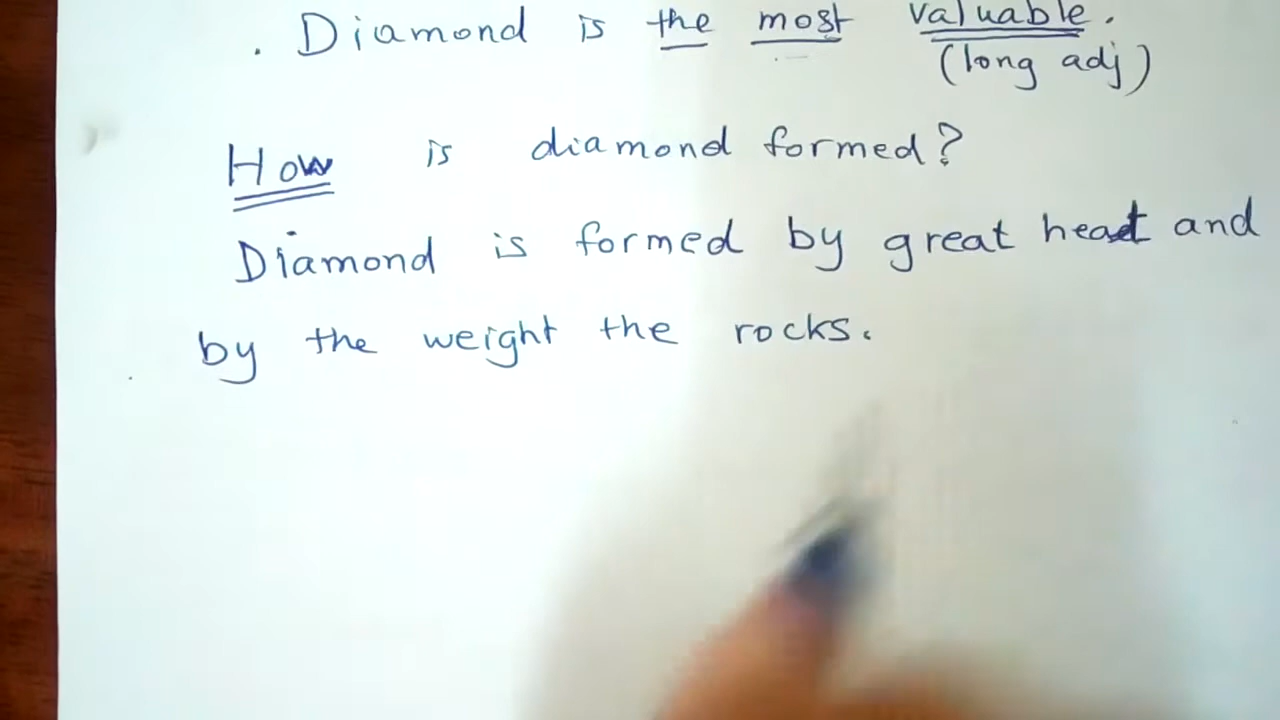 . Diamond is the most valuable.
(long adj)
How is diamond formed?
Diamond is formed by great heat and
by the weight the rocks.